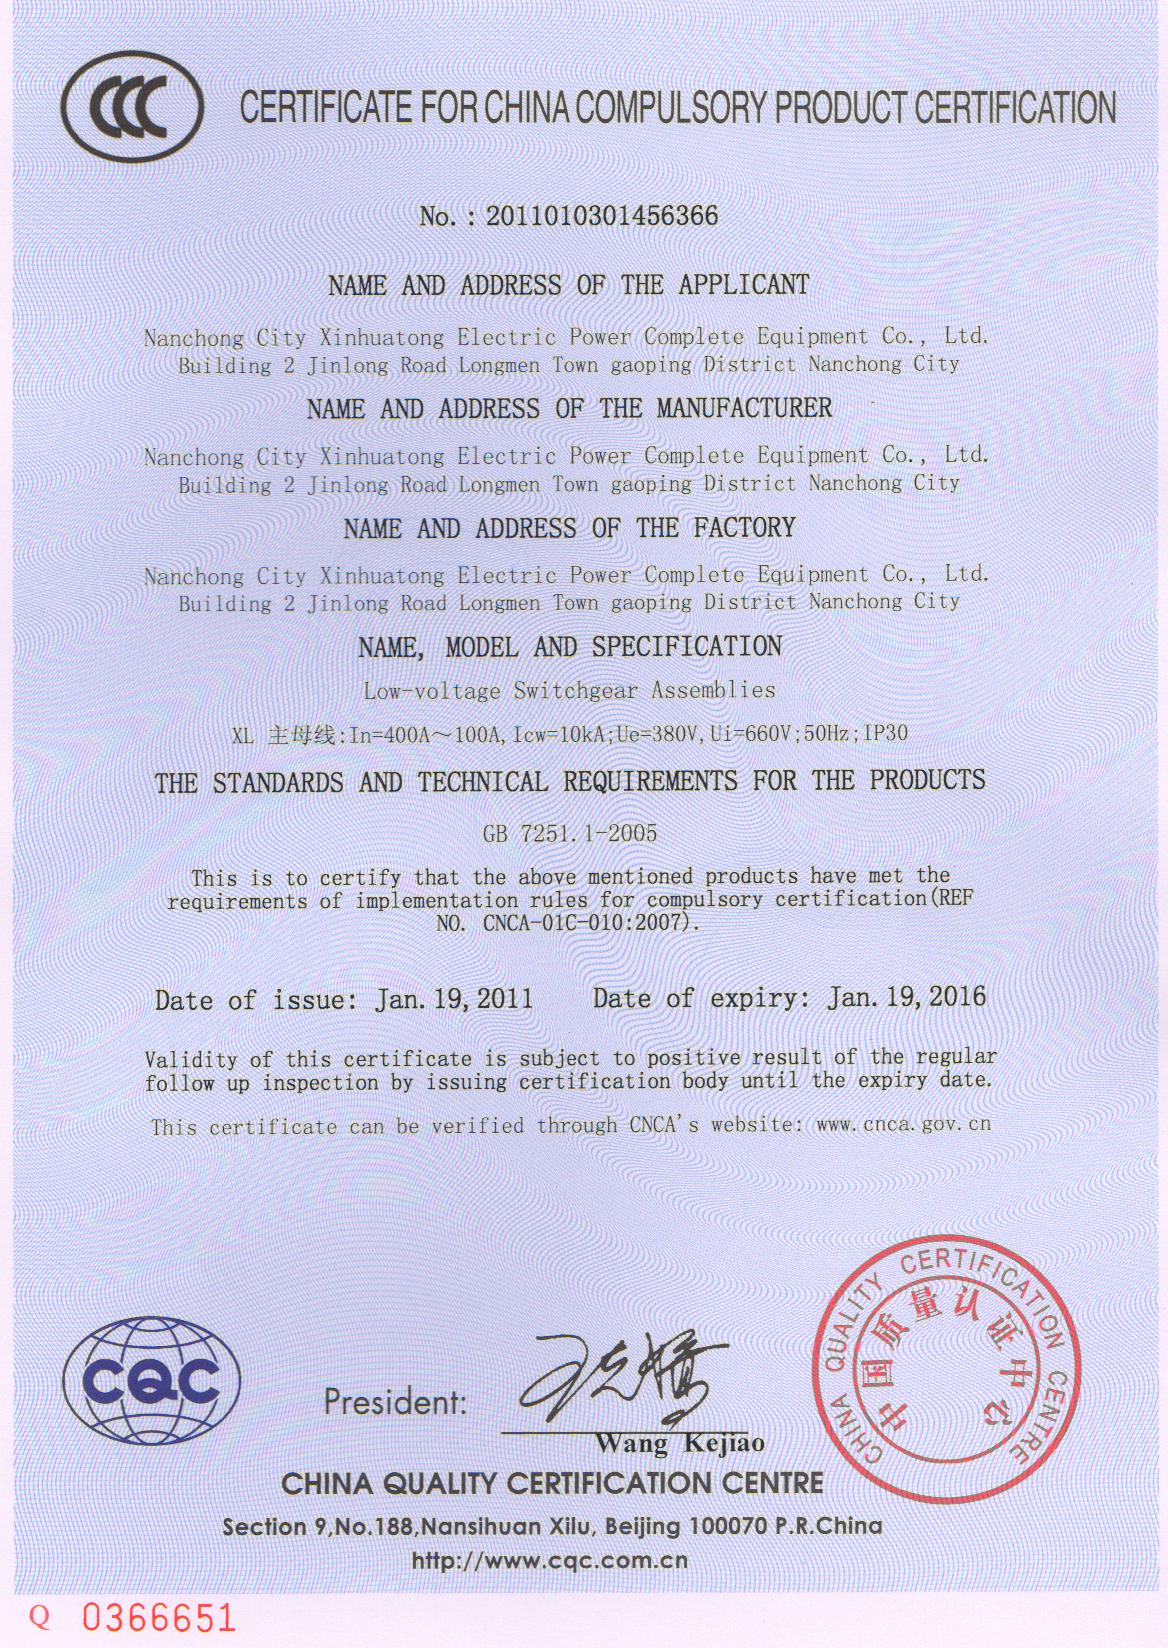 CCC
CERTIFICATE FOR CHINA COMPULSORY PRODUCT CERTIFICATION
No.: 2011010301456366
NAME AND ADDRESS OF THE APPLICANT
Nanchong City Xinhuatong Electric Power Complete Equipment Co., Ltd.
Building 2 Jinlong Road Longmen Town gaoping District Nanchong City
NAME AND ADDRESS OF THE MANUFACTURER
Nanchong City Xinhuatong Electric Power Complete Equipment Co., Ltd.
Building 2 Jinlong Road Longmen Town gaoping District Nanchong City
NAME AND ADDRESS OF THE FACTORY
Nanchong City Xinhuatong Electric Power Complete Equipment Co., Ltd.
Building 2 Jinlong Road Longmen Town gaoping District Nanchong City
NAME, MODEL AND SPECIFICATION
Low-voltage Switchgear Assemblies
XL 主母线:In=400A～100A,Icw=10kA;Ue=380V,Ui=660V;50Hz;IP30
THE STANDARDS AND TECHNICAL REQUIREMENTS FOR THE PRODUCTS
GB 7251.1-2005
This is to certify that the above mentioned products have met the
requirements of implementation rules for compulsory certification(REF
NO. CNCA-01C-010:2007).
Date of issue: Jan.19,2011 Date of expiry: Jan.19,2016
Validity of this certificate is subject to positive result of the regular
follow up inspection by issuing certification body until the expiry date.
This certificate can be verified through CNCA's website: www.cnca.gov.cn
CHINA QUALITY CERTIFICATION CENTRE
中国质量认证中心
CQC
President:
Wang Kejiao
CHINA QUALITY CERTIFICATION CENTRE
Section 9,No.188,Nansihuan Xilu, Beijing 100070 P.R.China
http://www.cqc.com.cn
Q 0366651